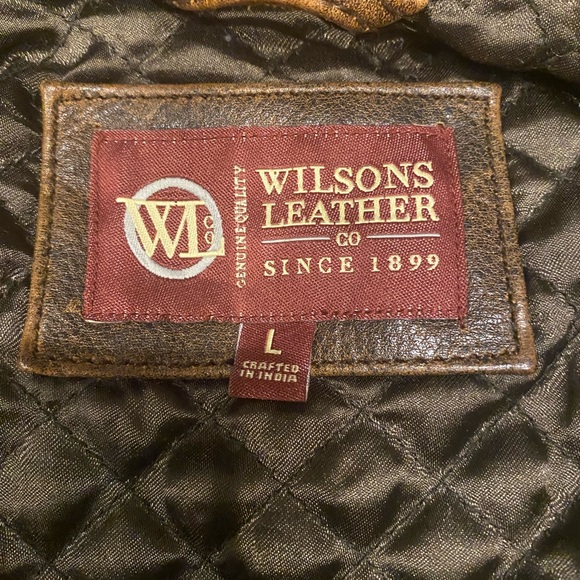 WL
CO
GENUINE QUALITY
WILSONS
LEATHER
CO
SINCE 1899
L
CRAFTED
IN INDIA